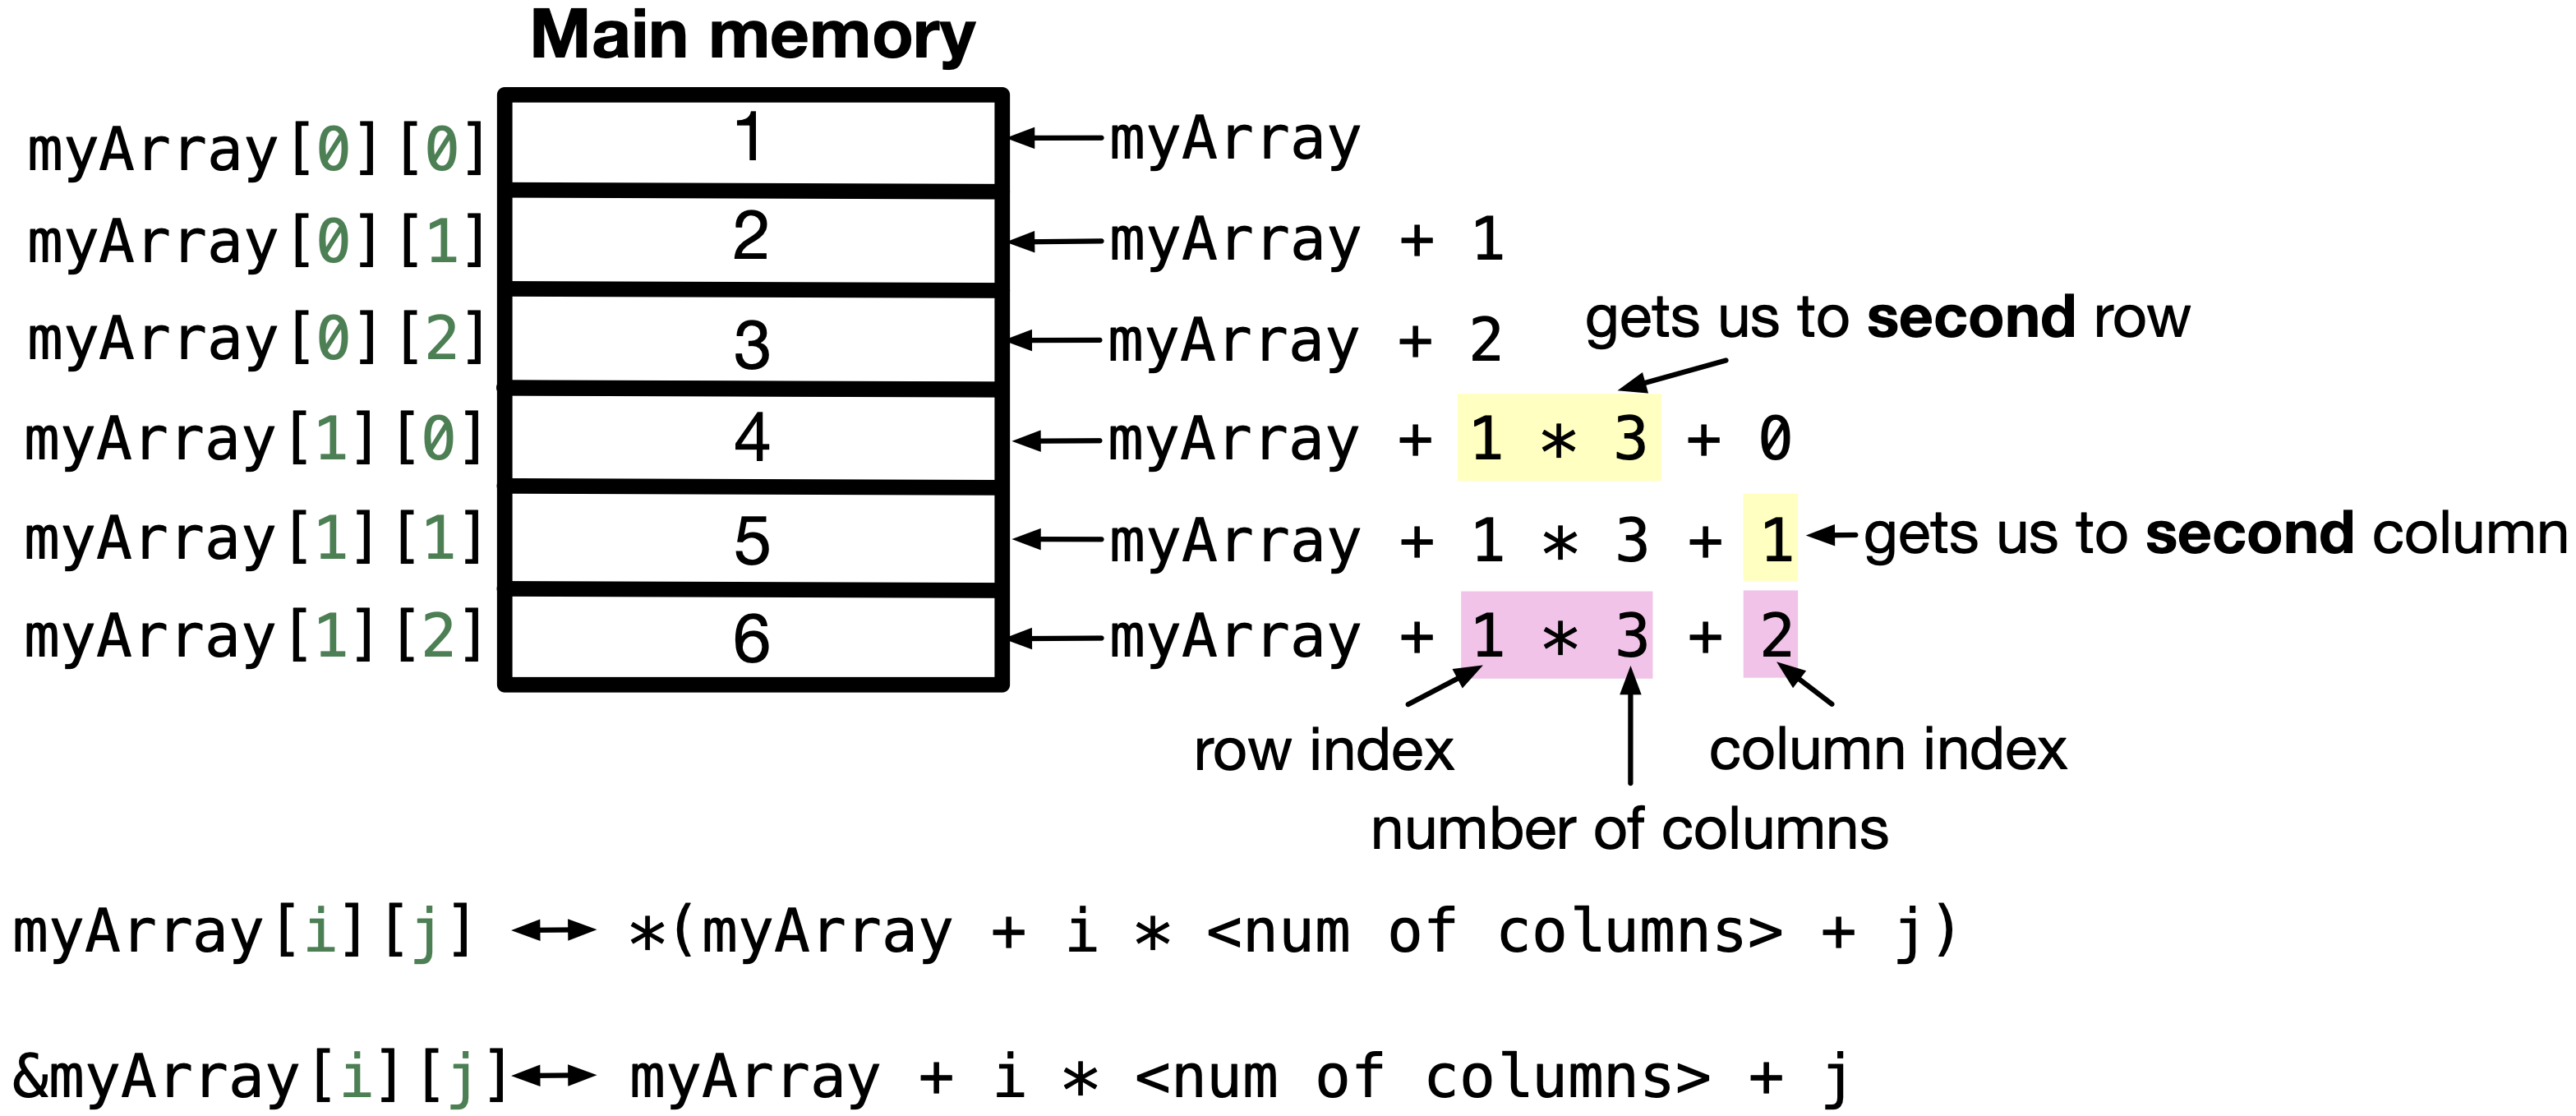 Main memory
myArray[0][0] 1 myArray
myArray[0][1] 2 myArray + 1
myArray[0][2] 3 myArray + 2
gets us to second row
myArray[1][0] 4 myArray + 1 * 3 + 0
myArray[1][1] 5 myArray + 1 * 3 + 1 gets us to second column
myArray[1][2] 6 myArray + 1 * 3 + 2
row index column index
number of columns
myArray[i][j] *(myArray + i * <num of columns> + j)
&myArray[i][j] myArray + i * <num of columns> + j